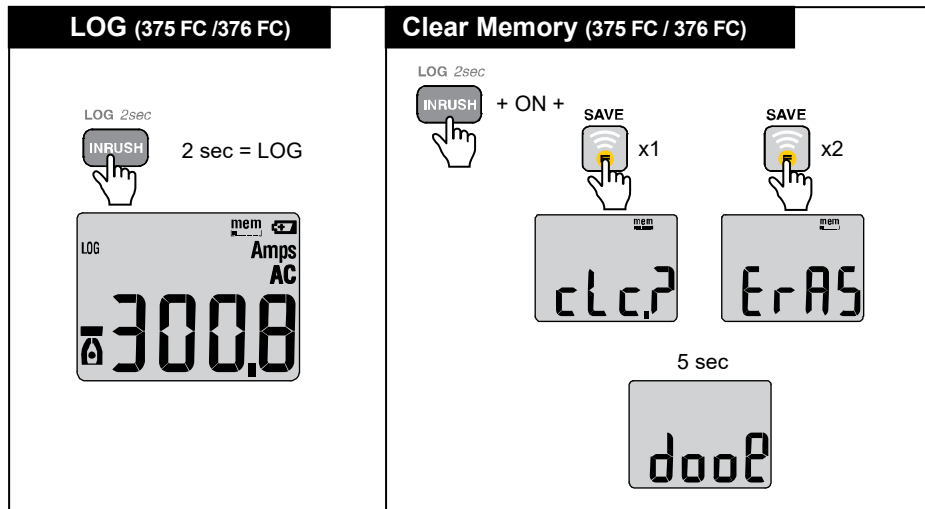 LOG (375 FC /376 FC)
LOG 2sec
INRUSH
2 sec = LOG
mem
LOG
Amps
AC
300.8
Clear Memory (375 FC / 376 FC)
LOG 2sec
INRUSH
+ ON +
SAVE
x1
SAVE
x2
mem
cLc.?
mem
ErAS
5 sec
dooe